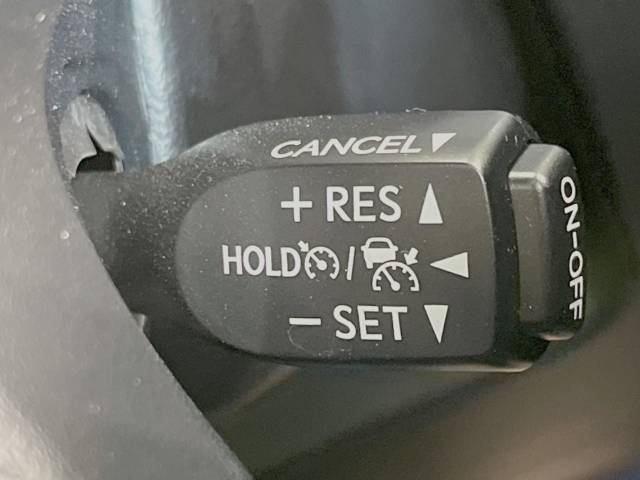 CANCEL
+ RES
HOLD /
- SET
ON-OFF